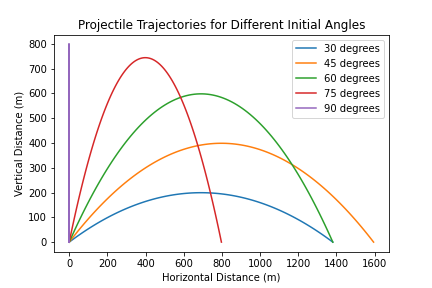 Projectile Trajectories for Different Initial Angles
Vertical Distance (m)
800
700
600
500
400
300
200
100
0
30 degrees
45 degrees
60 degrees
75 degrees
90 degrees
0 200 400 600 800 1000 1200 1400 1600
Horizontal Distance (m)